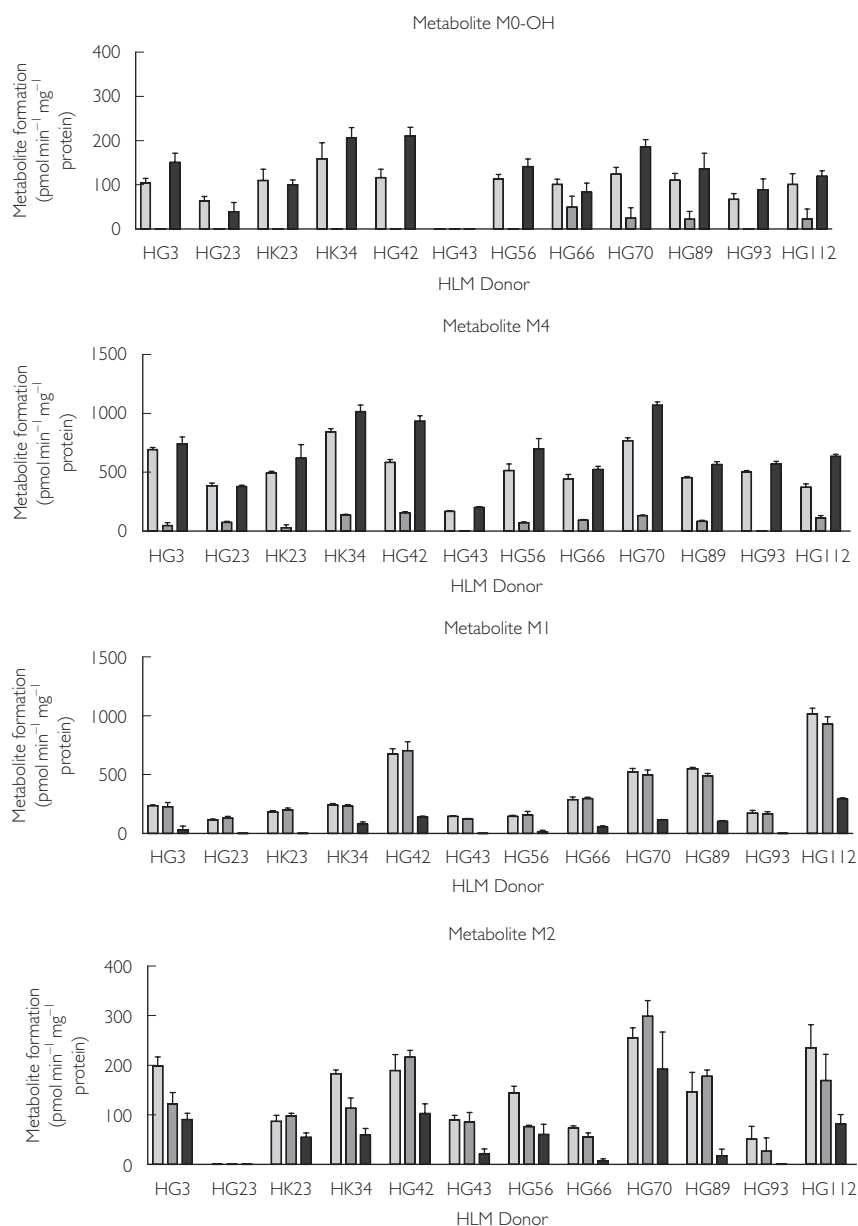 Metabolite M0-OH
Metabolite formation
(pmol min⁻¹ mg⁻¹
protein)
400
300
200
100
0
HG3 HG23 HK23 HK34 HG42 HG43 HG56 HG66 HG70 HG89 HG93 HG112
HLM Donor
Metabolite M4
Metabolite formation
(pmol min⁻¹ mg⁻¹
protein)
1500
1000
500
0
HG3 HG23 HK23 HK34 HG42 HG43 HG56 HG66 HG70 HG89 HG93 HG112
HLM Donor
Metabolite M1
Metabolite formation
(pmol min⁻¹ mg⁻¹
protein)
1500
1000
500
0
HG3 HG23 HK23 HK34 HG42 HG43 HG56 HG66 HG70 HG89 HG93 HG112
HLM Donor
Metabolite M2
Metabolite formation
(pmol min⁻¹ mg⁻¹
protein)
400
300
200
100
0
HG3 HG23 HK23 HK34 HG42 HG43 HG56 HG66 HG70 HG89 HG93 HG112
HLM Donor